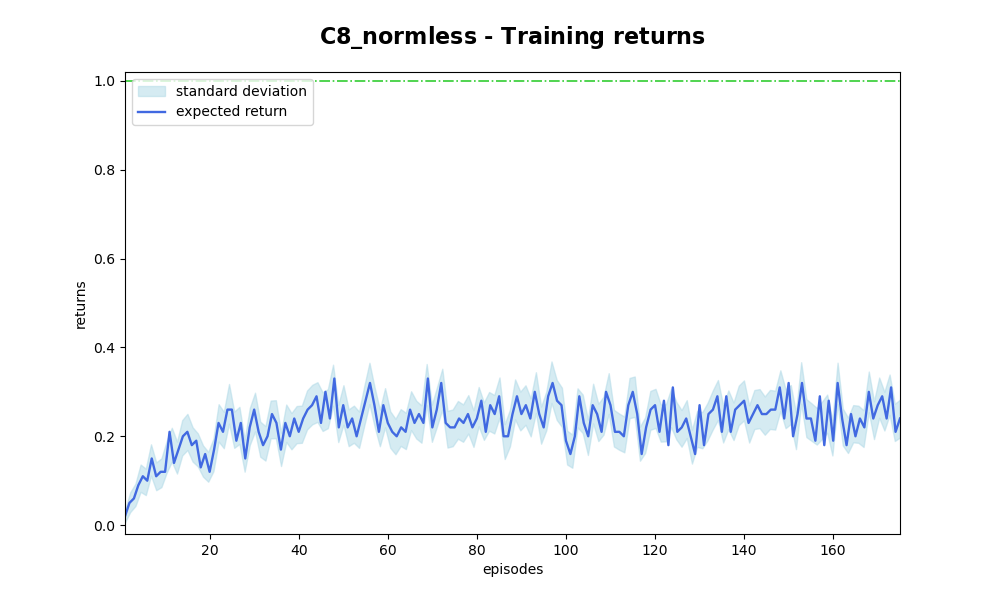 C8_normless - Training returns
1.0
standard deviation
expected return
0.8
0.6
returns
0.4
0.2
0.0
20 40 60 80 100 120 140 160
episodes